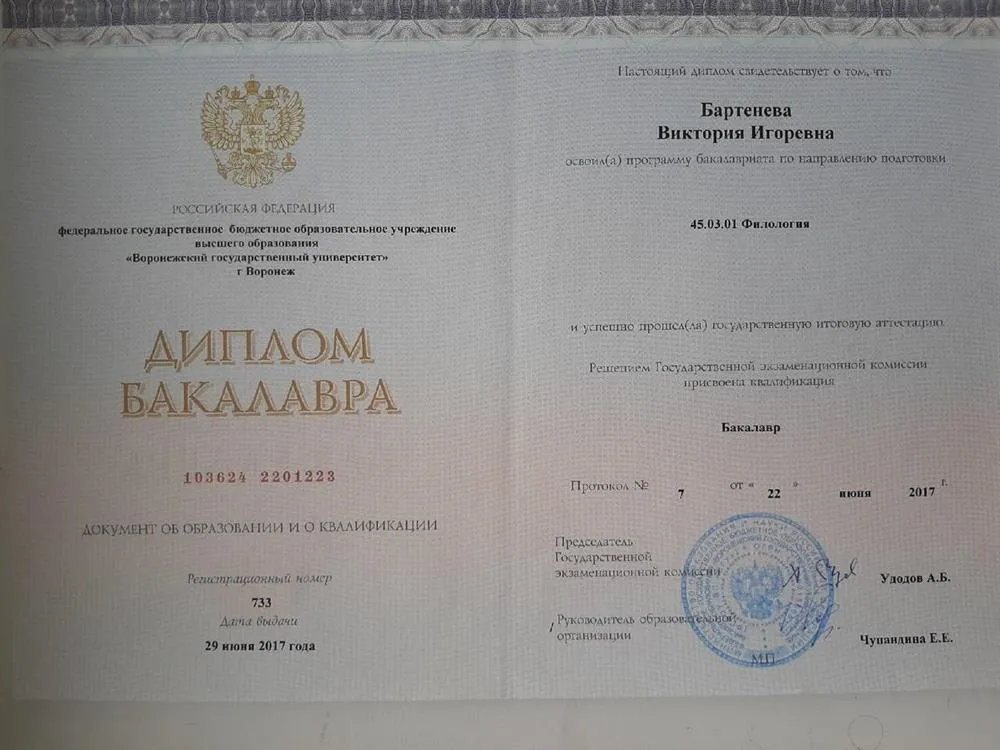 РОССИЙСКАЯ ФЕДЕРАЦИЯ
федеральное государственное бюджетное образовательное учреждение
высшего образования
«Воронежский государственный университет»
г Воронеж
ДИПЛОМ
БАКАЛАВРА
103624 2201223
ДОКУМЕНТ ОБ ОБРАЗОВАНИИ И О КВАЛИФИКАЦИИ
Регистрационный номер
733
Дата выдачи
29 июня 2017 года
Настоящий диплом свидетельствует о том, что
Бартенева
Виктория Игоревна
освоил(а) программу бакалавриата по направлению подготовки
45.03.01 Филология
и успешно прошел(ла) государственную итоговую аттестацию
Решением Государственной экзаменационной комиссии
присвоена квалификация
Бакалавр
Протокол № 7 от « 22 » июня 2017 г.
Председатель
Государственной
экзаменационной комиссии
Удодов А.Б.
Руководитель образовательной
организации
Чупандина Е.Е.
МП